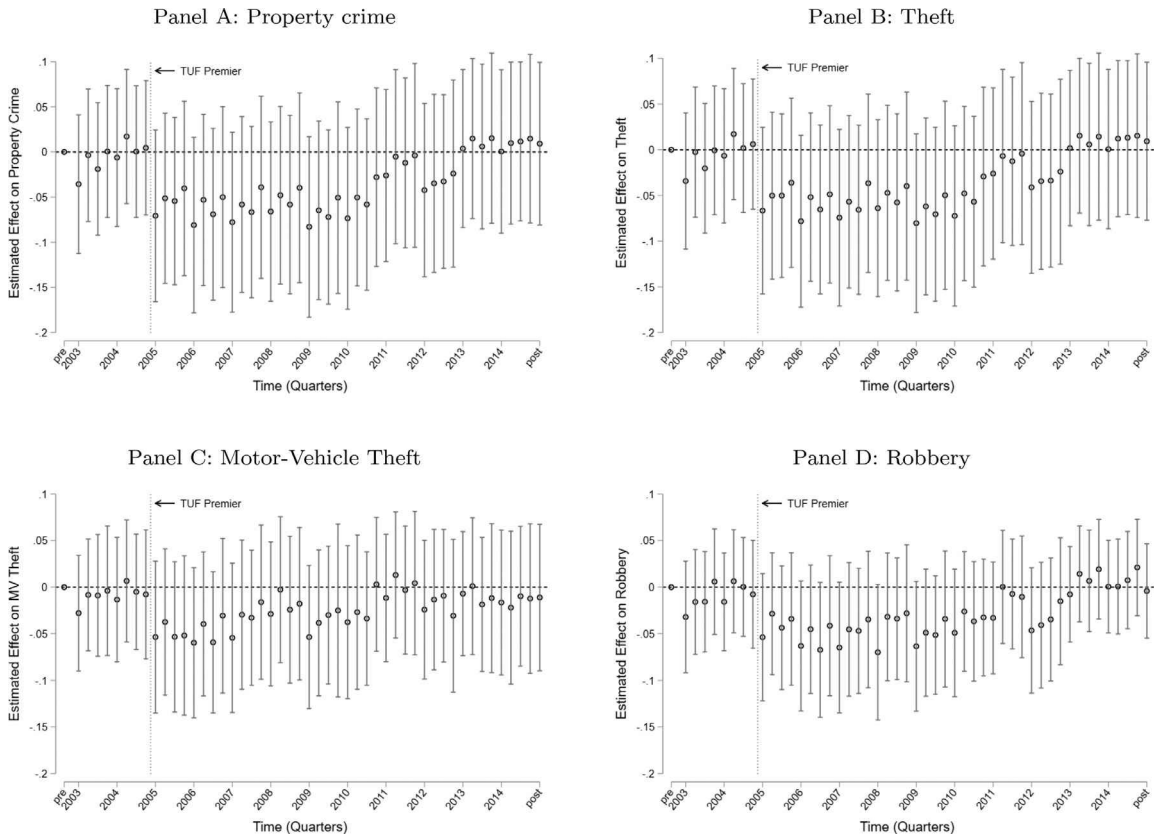 Panel A: Property crime
Estimated Effect on Property Crime
.1
.05
0
-.05
-.1
-.15
-.2
← TUF Premier
pre 2003 2004 2005 2006 2007 2008 2009 2010 2011 2012 2013 2014 post
Time (Quarters)
Panel B: Theft
Estimated Effect on Theft
.1
.05
0
-.05
-.1
-.15
-.2
← TUF Premier
pre 2003 2004 2005 2006 2007 2008 2009 2010 2011 2012 2013 2014 post
Time (Quarters)
Panel C: Motor-Vehicle Theft
Estimated Effect on MV Theft
.1
.05
0
-.05
-.1
-.15
-.2
← TUF Premier
pre 2003 2004 2005 2006 2007 2008 2009 2010 2011 2012 2013 2014 post
Time (Quarters)
Panel D: Robbery
Estimated Effect on Robbery
.1
.05
0
-.05
-.1
-.15
-.2
← TUF Premier
pre 2003 2004 2005 2006 2007 2008 2009 2010 2011 2012 2013 2014 post
Time (Quarters)